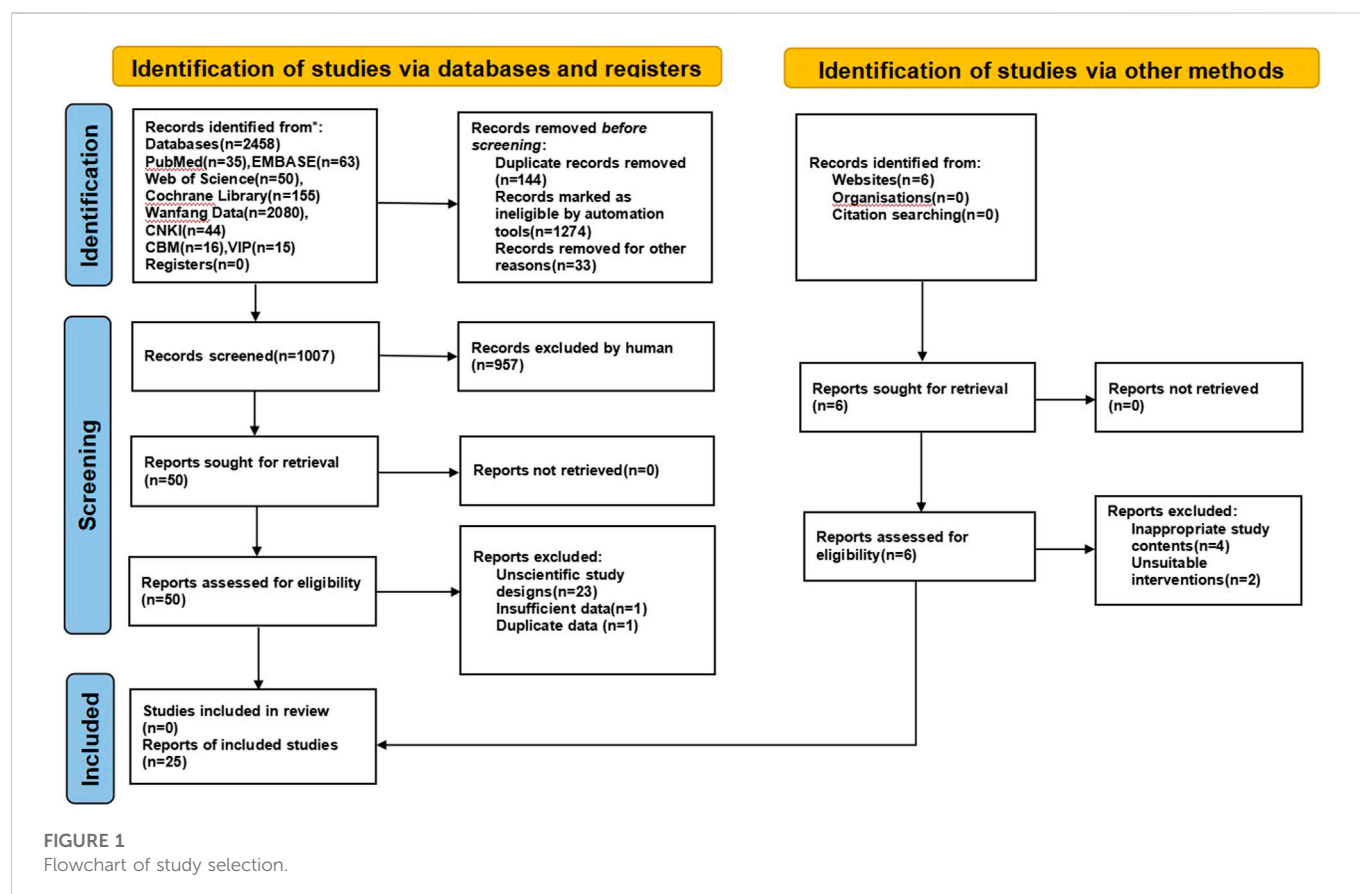 Identification of studies via databases and registers
Identification of studies via other methods
Identification
Records identified from*:
Databases(n=2458)
PubMed(n=35),EMBASE(n=63)
Web of Science(n=50),
Cochrane Library(n=155)
Wanfang Data(n=2080),
CNKI(n=44)
CBM(n=16),VIP(n=15)
Registers(n=0)
Records removed before
screening:
Duplicate records removed
(n=144)
Records marked as
ineligible by automation
tools(n=1274)
Records removed for other
reasons(n=33)
Records identified from:
Websites(n=6)
Organisations(n=0)
Citation searching(n=0)
Screening
Records screened(n=1007)
Records excluded by human
(n=957)
Reports sought for retrieval
(n=50)
Reports not retrieved(n=0)
Reports sought for retrieval
(n=6)
Reports not retrieved
(n=0)
Reports assessed for eligibility
(n=50)
Reports excluded:
Unscientific study
designs(n=23)
Insufficient data(n=1)
Duplicate data (n=1)
Reports assessed for
eligibility(n=6)
Reports excluded:
Inappropriate study
contents(n=4)
Unsuitable
interventions(n=2)
Included
Studies included in review
(n=0)
Reports of included studies
(n=25)
FIGURE 1
Flowchart of study selection.